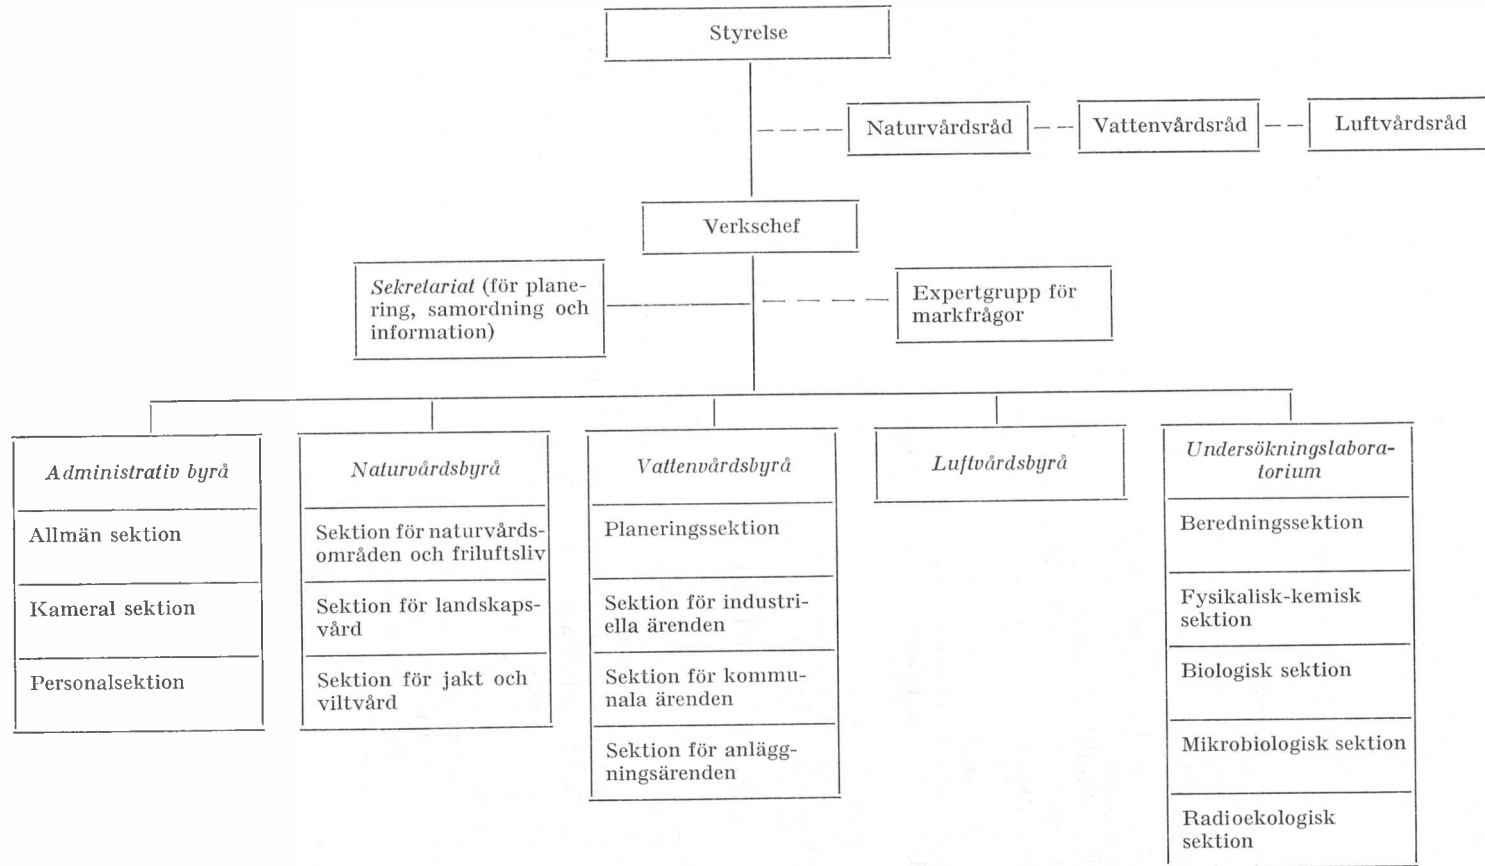 Styrelse
Naturvårdsråd
Vattenvårdsråd
Luftvårdsråd
Verkschef
Sekretariat (för plane-
ring, samordning och
information)
Expertgrupp för
markfrågor
Administrativ byrå
Allmän sektion
Kameral sektion
Personalsektion
Naturvårdsbyrå
Sektion för naturvårds-
områden och friluftsliv
Sektion för landskaps-
vård
Sektion för jakt och
viltvård
Vattenvårdsbyrå
Planeringssektion
Sektion för industri-
ella ärenden
Sektion för kommu-
nala ärenden
Sektion för anlägg-
ningsärenden
Luftvårdsbyrå
Undersökningslabora-
torium
Beredningssektion
Fysikalisk-kemisk
sektion
Biologisk sektion
Mikrobiologisk sektion
Radioekologisk
sektion